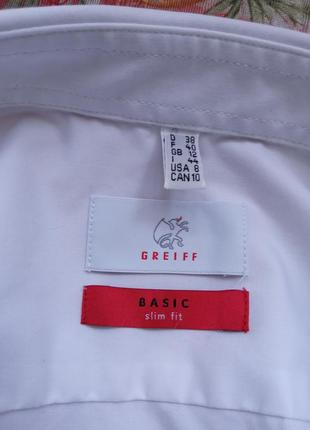 D 38
F 40
GB 12
I 44
USA 8
CAN 10
GREIFF
BASIC
slim fit